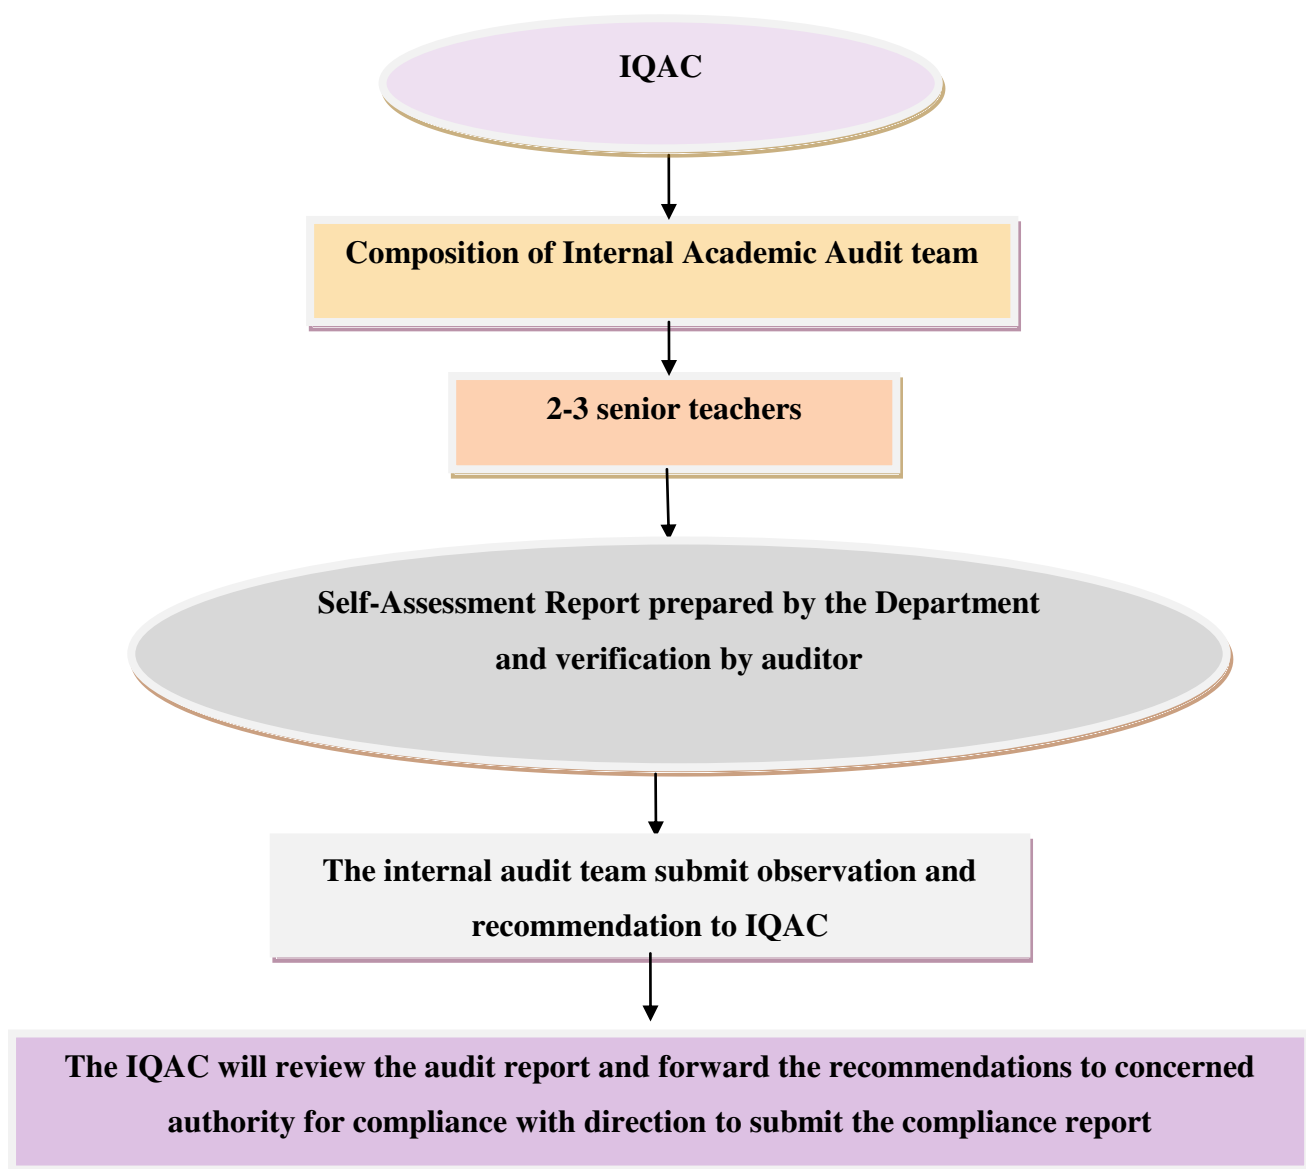 IQAC
Composition of Internal Academic Audit team
2-3 senior teachers
Self-Assessment Report prepared by the Department
and verification by auditor
The internal audit team submit observation and
recommendation to IQAC
The IQAC will review the audit report and forward the recommendations to concerned
authority for compliance with direction to submit the compliance report